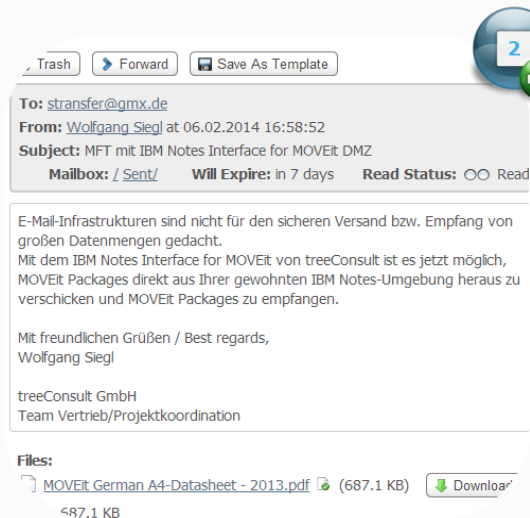 2
Trash Forward Save As Template
To: stransfer@gmx.de
From: Wolfgang Siegl at 06.02.2014 16:58:52
Subject: MFT mit IBM Notes Interface for MOVEit DMZ
Mailbox: / Sent/ Will Expire: in 7 days Read Status: Read
E-Mail-Infrastrukturen sind nicht für den sicheren Versand bzw. Empfang von
großen Datenmengen gedacht.
Mit dem IBM Notes Interface for MOVEit von treeConsult ist es jetzt möglich,
MOVEit Packages direkt aus Ihrer gewohnten IBM Notes-Umgebung heraus zu
verschicken und MOVEit Packages zu empfangen.
Mit freundlichen Grüßen / Best regards,
Wolfgang Siegl
treeConsult GmbH
Team Vertrieb/Projektkoordination
Files:
MOVEit German A4-Datasheet - 2013.pdf (687.1 KB) Download
687.1 KB